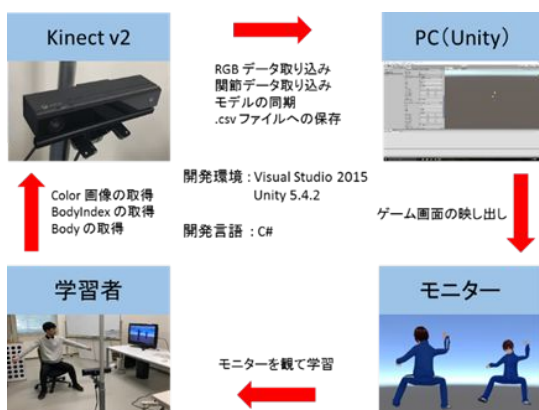 Kinect v2
PC（Unity）
RGB データ取り込み
関節データ取り込み
モデルの同期
.csv ファイルへの保存
開発環境：Visual Studio 2015
Unity 5.4.2
開発言語：C#
Color 画像の取得
BodyIndex の取得
Body の取得
ゲーム画面の映し出し
学習者
モニター
モニターを観て学習